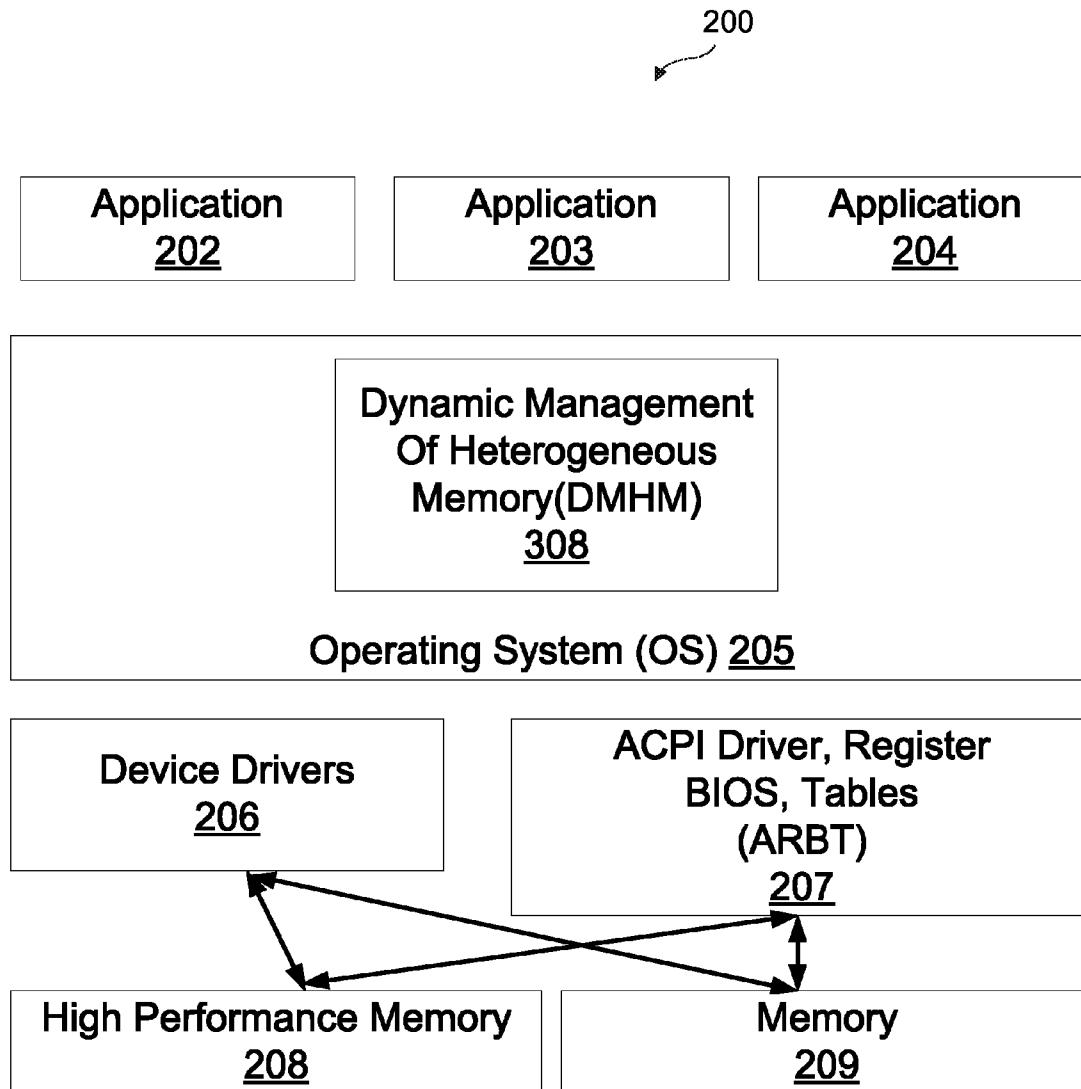 200
Application
202
Application
203
Application
204
Dynamic Management
Of Heterogeneous
Memory(DMHM)
308
Operating System (OS) 205
Device Drivers
206
ACPI Driver, Register
BIOS, Tables
(ARBT)
207
High Performance Memory
208
Memory
209